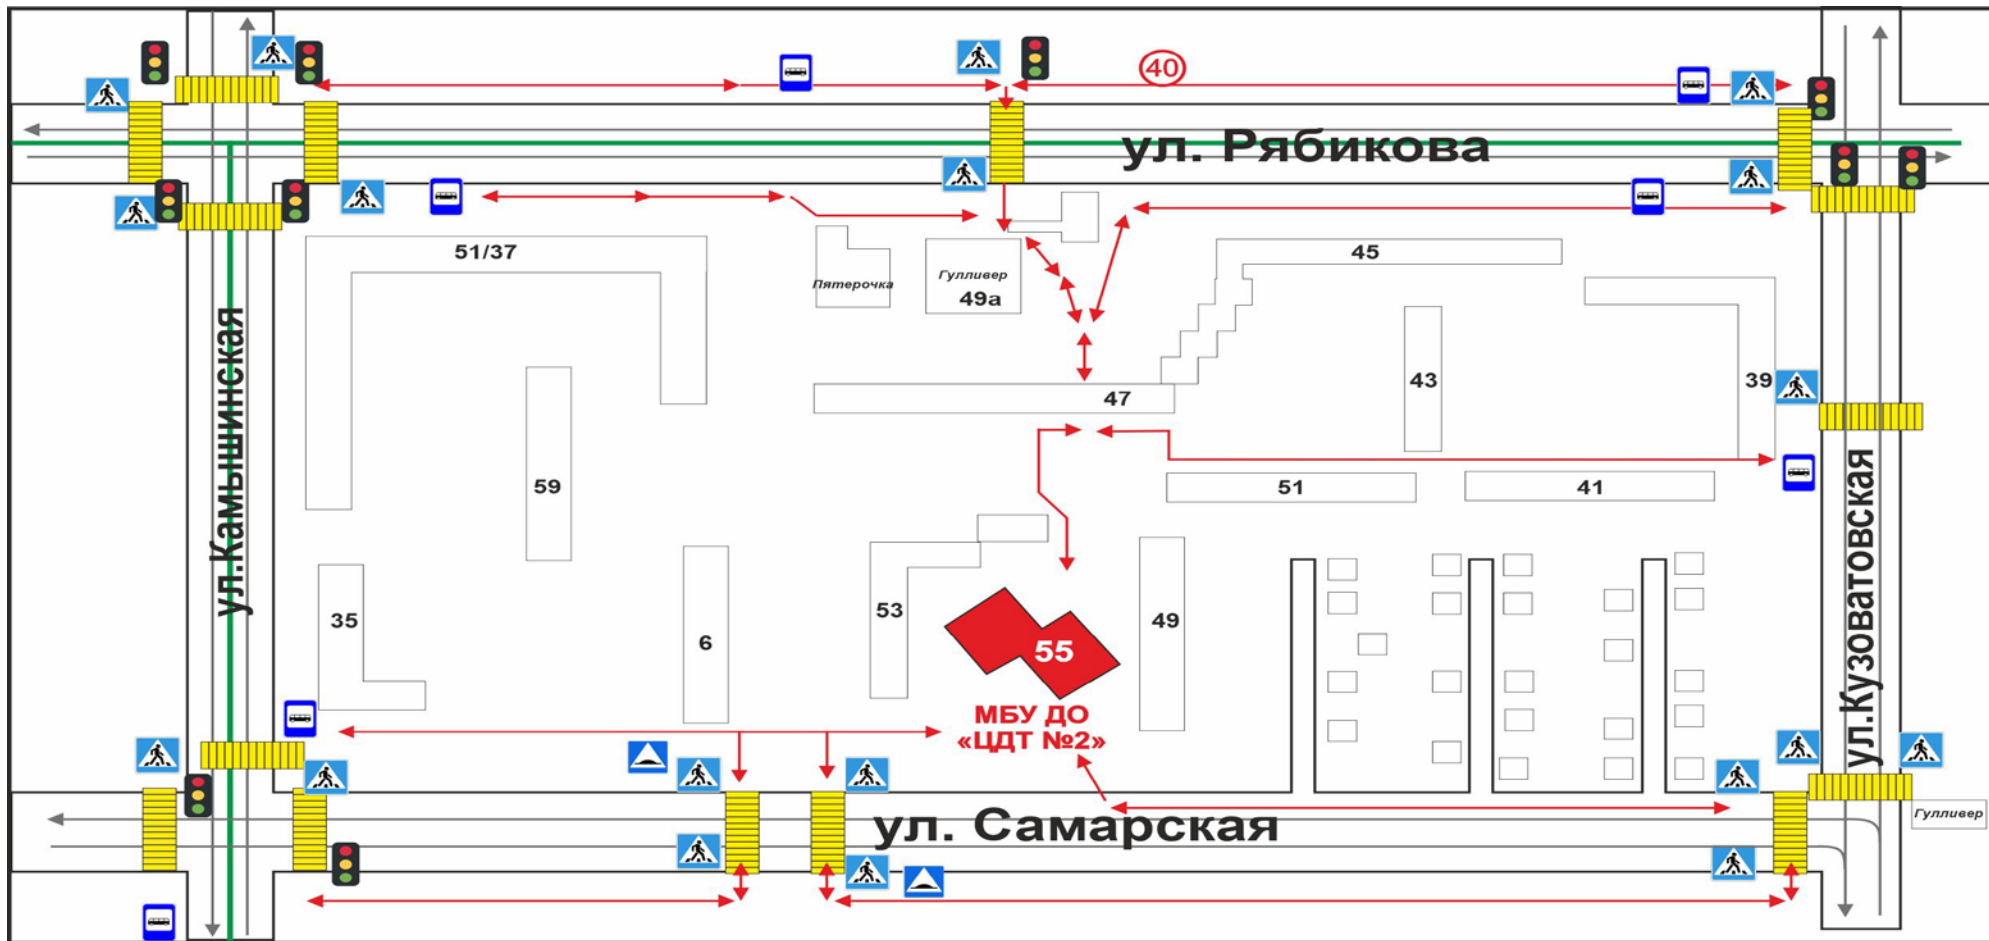 40
ул. Рябикова
51/37
45
Гулливер
Пятерочка
49а
43
39
47
ул.Камышинская
59
51
41
ул.Кузоватовская
35
53
49
6
55
МБУ ДО
«ЦДТ №2»
ул. Самарская
Гулливер